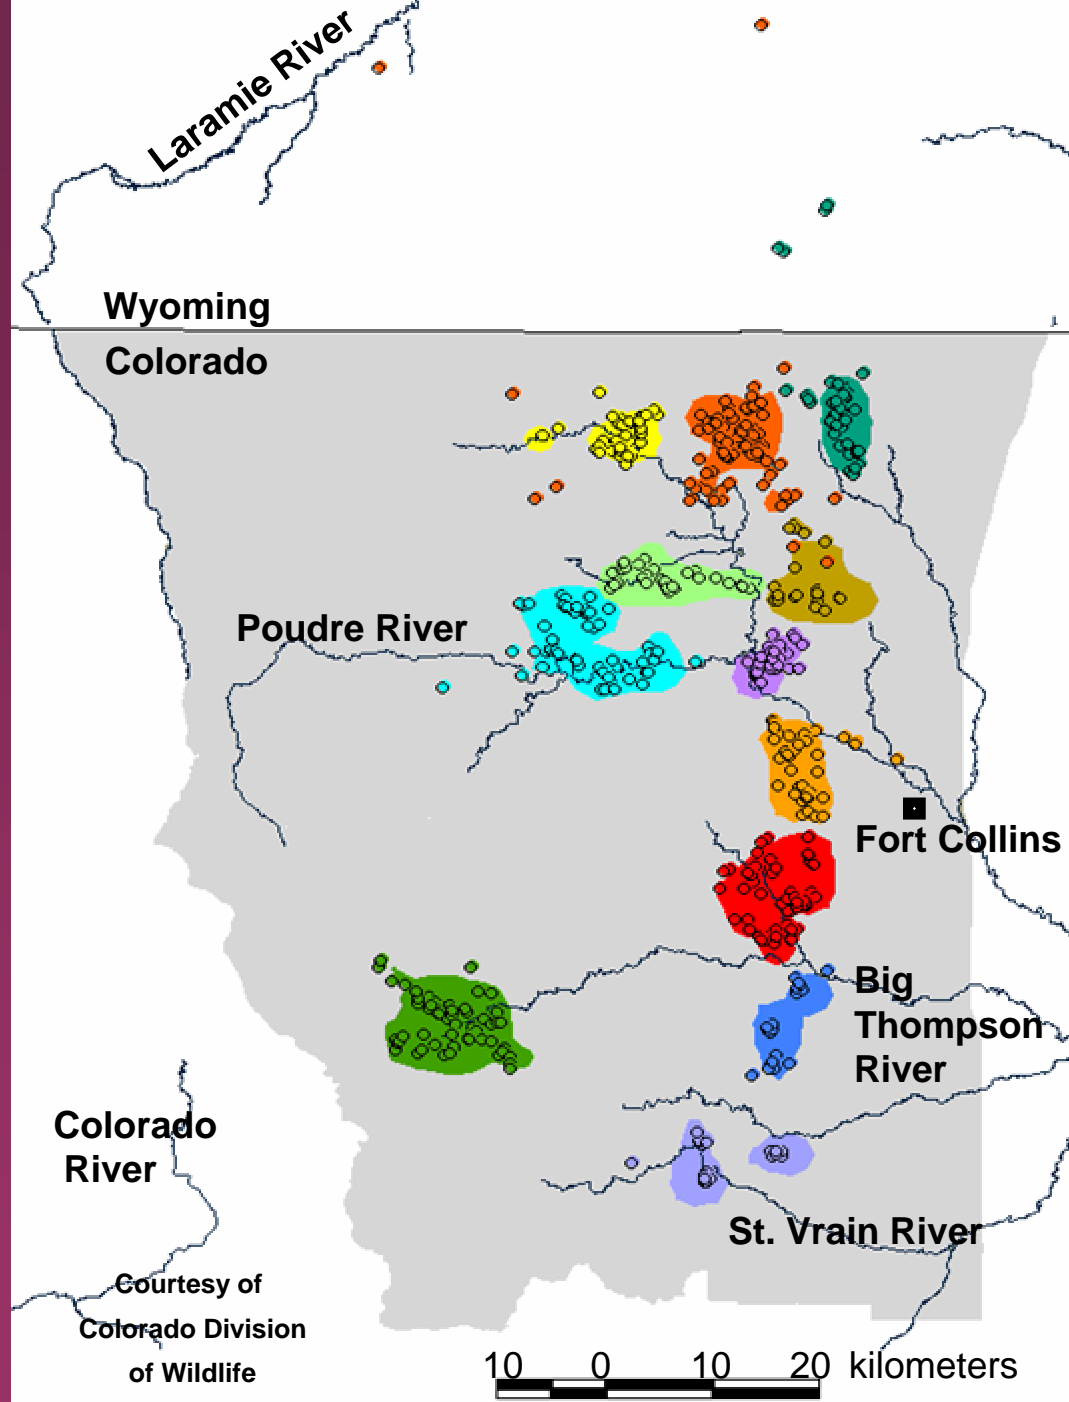 Laramie River
Wyoming
Colorado
Poudre River
Fort Collins
Big
Thompson
River
Colorado
River
St. Vrain River
Courtesy of
Colorado Division
of Wildlife
10 0 10 20 kilometers